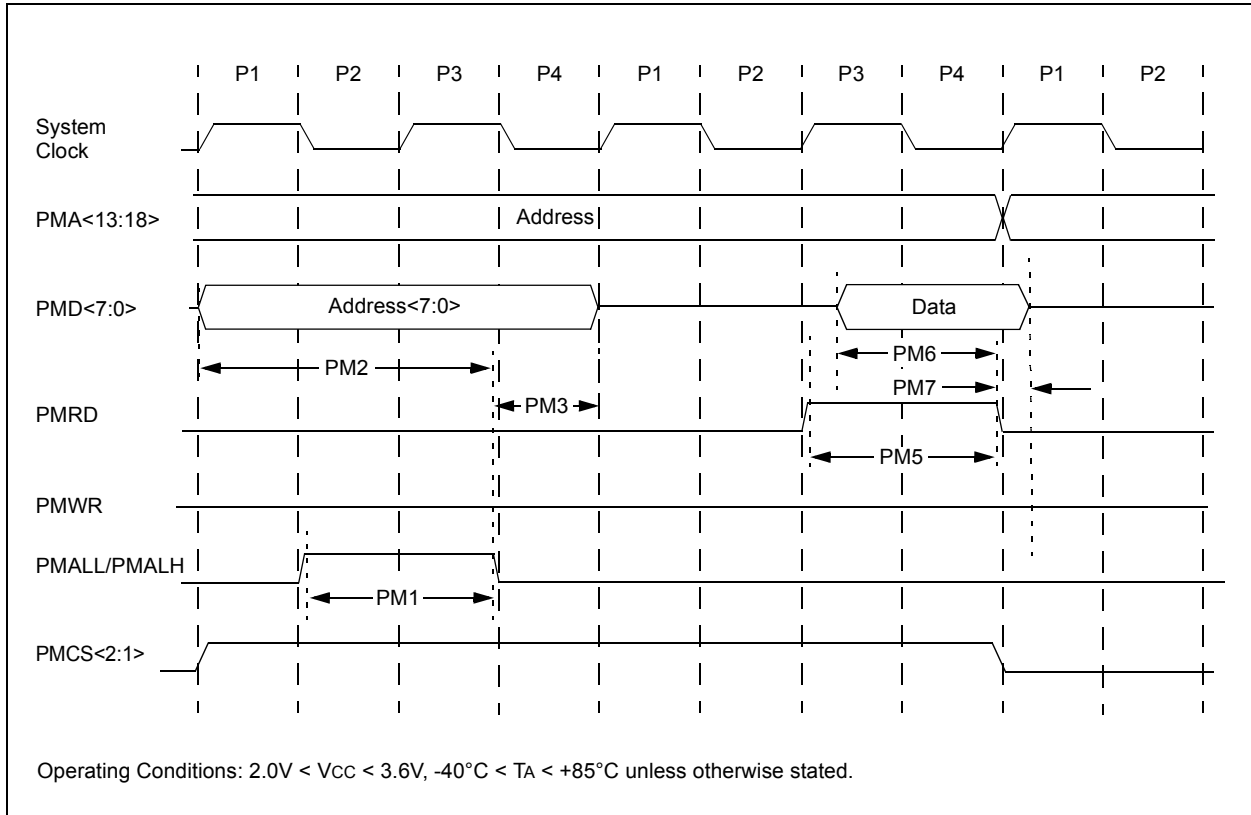 P1 P2 P3 P4 P1 P2 P3 P4 P1 P2
System
Clock
PMA<13:18>
Address
PMD<7:0>
Address<7:0>
Data
PM2
PM6
PM7
PM3
PMRD
PM5
PMWR
PMALL/PMALH
PM1
PMCS<2:1>
Operating Conditions: 2.0V < VCC < 3.6V, -40°C < TA < +85°C unless otherwise stated.